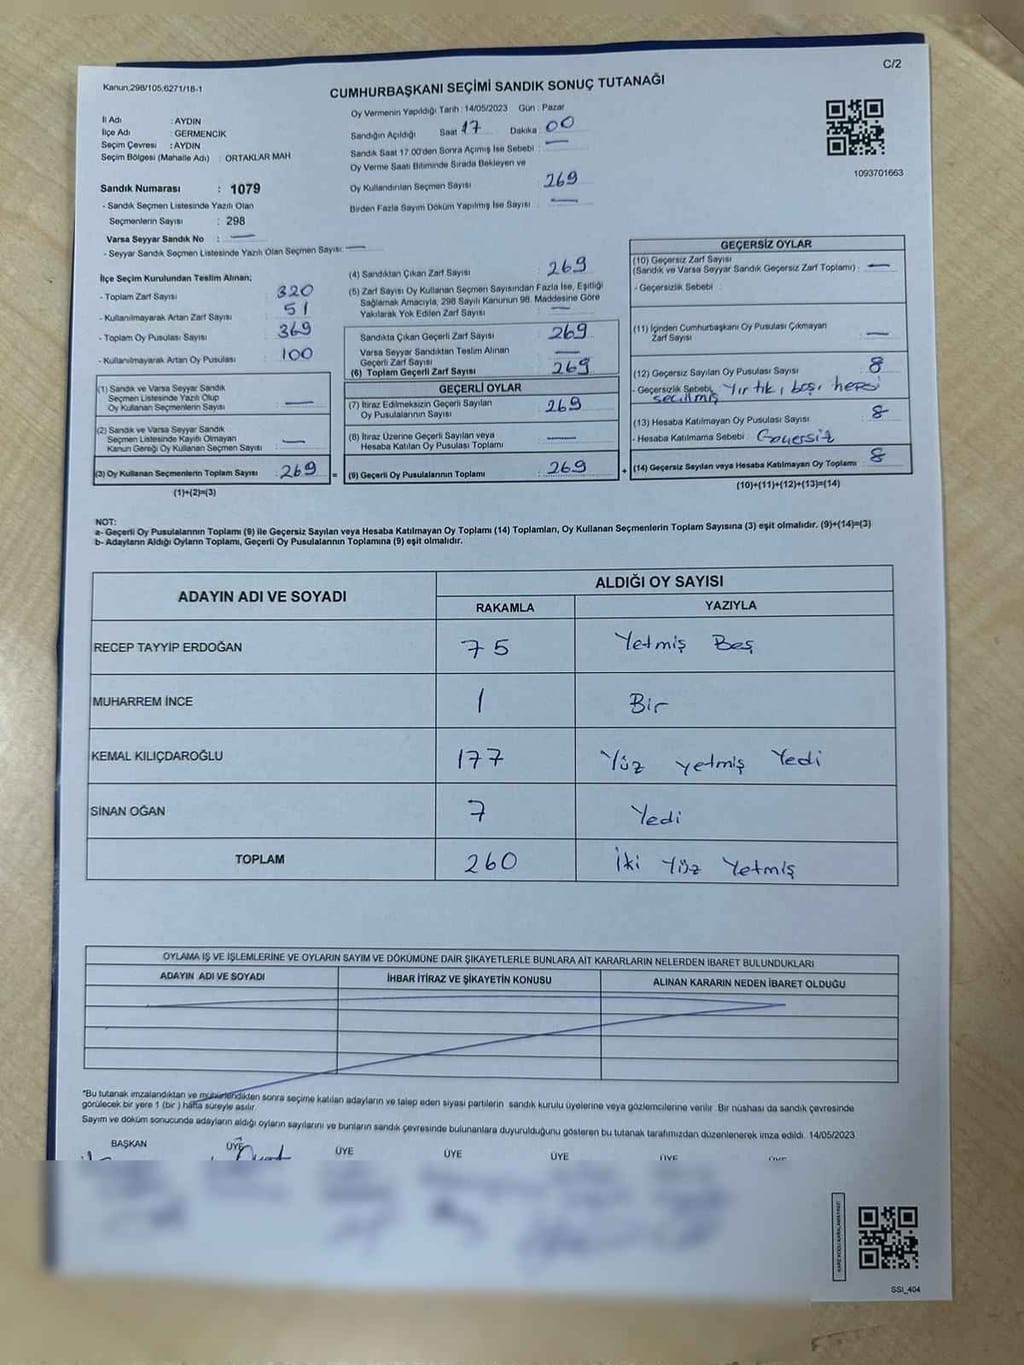 C/2
Kanun;298/105,6271/18-1
CUMHURBAŞKANI SEÇİMİ SANDIK SONUÇ TUTANAĞI
İl Adı : AYDIN
İlçe Adı : GERMENCİK
Seçim Çevresi : AYDIN
Seçim Bölgesi (Mahalle Adı) : ORTAKLAR MAH
Sandık Numarası : 1079
- Sandık Seçmen Listesinde Yazılı Olan
Seçmenlerin Sayısı : 298
Varsa Seyyar Sandık No : —
- Seyyar Sandık Seçmen Listesinde Yazılı Olan Seçmen Sayısı: —
Oy Vermenin Yapıldığı Tarih : 14/05/2023 Gün : Pazar
Sandığın Açıldığı Saat 17 Dakika : 00
Sandık Saat 17:00'den Sonra Açımış İse Sebebi : —
Oy Verme Saati Bitiminde Sırada Bekleyen ve
Oy Kullandırılan Seçmen Sayısı : 269
Birden Fazla Sayım Döküm Yapılmış İse Sayısı : —
1093701663
İlçe Seçim Kurulundan Teslim Alınan;
- Toplam Zarf Sayısı : 320
- Kullanılmayarak Artan Zarf Sayısı : 51
- Toplam Oy Pusulası Sayısı : 369
- Kullanılmayarak Artan Oy Pusulası : 100
(1) Sandık ve Varsa Seyyar Sandık
Seçmen Listesinde Yazılı Olup
Oy Kullanan Seçmenlerin Sayısı : —
(2) Sandık ve Varsa Seyyar Sandık
Seçmen Listesinde Kayıtlı Olmayan
Kanun Gereği Oy Kullanan Seçmen Sayısı : —
(3) Oy Kullanan Seçmenlerin Toplam Sayısı : 269 =
(1)+(2)=(3)
(4) Sandıktan Çıkan Zarf Sayısı : 269
(5) Zarf Sayısı Oy Kullanan Seçmen Sayısından Fazla İse, Eşitliği
Sağlamak Amacıyla, 298 Sayılı Kanunun 98. Maddesine Göre
Yakılarak Yok Edilen Zarf Sayısı : —
Sandıkta Çıkan Geçerli Zarf Sayısı : 269
Varsa Seyyar Sandıktan Teslim Alınan
Geçerli Zarf Sayısı : —
(6) Toplam Geçerli Zarf Sayısı : 269
GEÇERLİ OYLAR
(7) İtiraz Edilmeksizin Geçerli Sayılan
Oy Pusulalarının Sayısı : 269
(8) İtiraz Üzerine Geçerli Sayılan veya
Hesaba Katılan Oy Pusulası Toplamı : —
(9) Geçerli Oy Pusulalarının Toplamı : 269 +
GEÇERSİZ OYLAR
(10) Geçersiz Zarf Sayısı
(Sandık ve Varsa Seyyar Sandık Geçersiz Zarf Toplamı) : —
- Geçersizlik Sebebi :
(11) İçinden Cumhurbaşkanı Oy Pusulası Çıkmayan
Zarf Sayısı : —
(12) Geçersiz Sayılan Oy Pusulası Sayısı : 8
- Geçersizlik Sebebi : Yırtık, boş, hepsi
seçilmiş
(13) Hesaba Katılmayan Oy Pusulası Sayısı : 8
- Hesaba Katılmama Sebebi : Geçersiz
(14) Geçersiz Sayılan veya Hesaba Katılmayan Oy Toplamı : 8
(10)+(11)+(12)+(13)=(14)
NOT:
a- Geçerli Oy Pusulalarının Toplamı (9) ile Geçersiz Sayılan veya Hesaba Katılmayan Oy Toplamı (14) Toplamları, Oy Kullanan Seçmenlerin Toplam Sayısına (3) eşit olmalıdır. (9)+(14)=(3)
b- Adayların Aldığı Oyların Toplamı, Geçerli Oy Pusulalarının Toplamına (9) eşit olmalıdır.
ADAYIN ADI VE SOYADI ALDIĞI OY SAYISI
RAKAMLA YAZIYLA
RECEP TAYYİP ERDOĞAN 75 Yetmiş Beş
MUHARREM İNCE 1 Bir
KEMAL KILIÇDAROĞLU 177 Yüz yetmiş Yedi
SİNAN OĞAN 7 Yedi
TOPLAM 260 İki Yüz Yetmiş
OYLAMA İŞ VE İŞLEMLERİNE VE OYLARIN SAYIM VE DÖKÜMÜNE DAİR ŞİKAYETLERLE BUNLARA AİT KARARLARIN NELERDEN İBARET BULUNDUKLARI
ADAYIN ADI VE SOYADI İHBAR İTİRAZ VE ŞİKAYETİN KONUSU ALINAN KARARIN NEDEN İBARET OLDUĞU
*Bu tutanak imzalandıktan ve mühürlendikten sonra seçime katılan adayların ve talep eden siyasi partilerin sandık kurulu üyelerine veya gözlemcilerine verilir. Bir nüshası da sandık çevresinde
görülecek bir yere 1 (bir) hafta süreyle asılır.
Sayım ve döküm sonucunda adayların aldığı oyların sayılarını ve bunların sandık çevresinde bulunanlara duyurulduğunu gösteren bu tutanak tarafımızdan düzenlenerek imza edildi. 14/05/2023
BAŞKAN ÜYE ÜYE ÜYE ÜYE ÜYE ÜYE
SSI_404